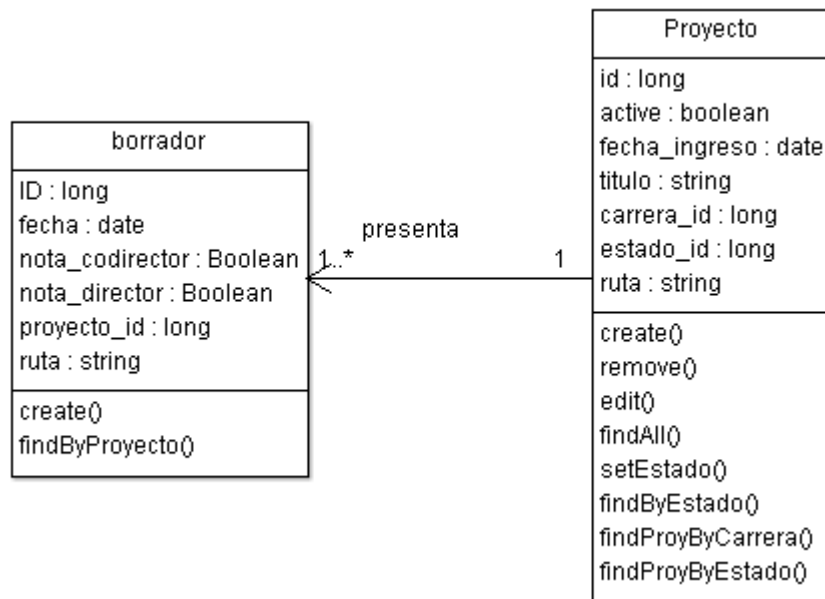 borrador
ID : long
fecha : date
nota_codirector : Boolean
nota_director : Boolean
proyecto_id : long
ruta : string
create()
findByProyecto()
presenta
1..*
1
Proyecto
id : long
active : boolean
fecha_ingreso : date
titulo : string
carrera_id : long
estado_id : long
ruta : string
create()
remove()
edit()
findAll()
setEstado()
findByEstado()
findProyByCarrera()
findProyByEstado()